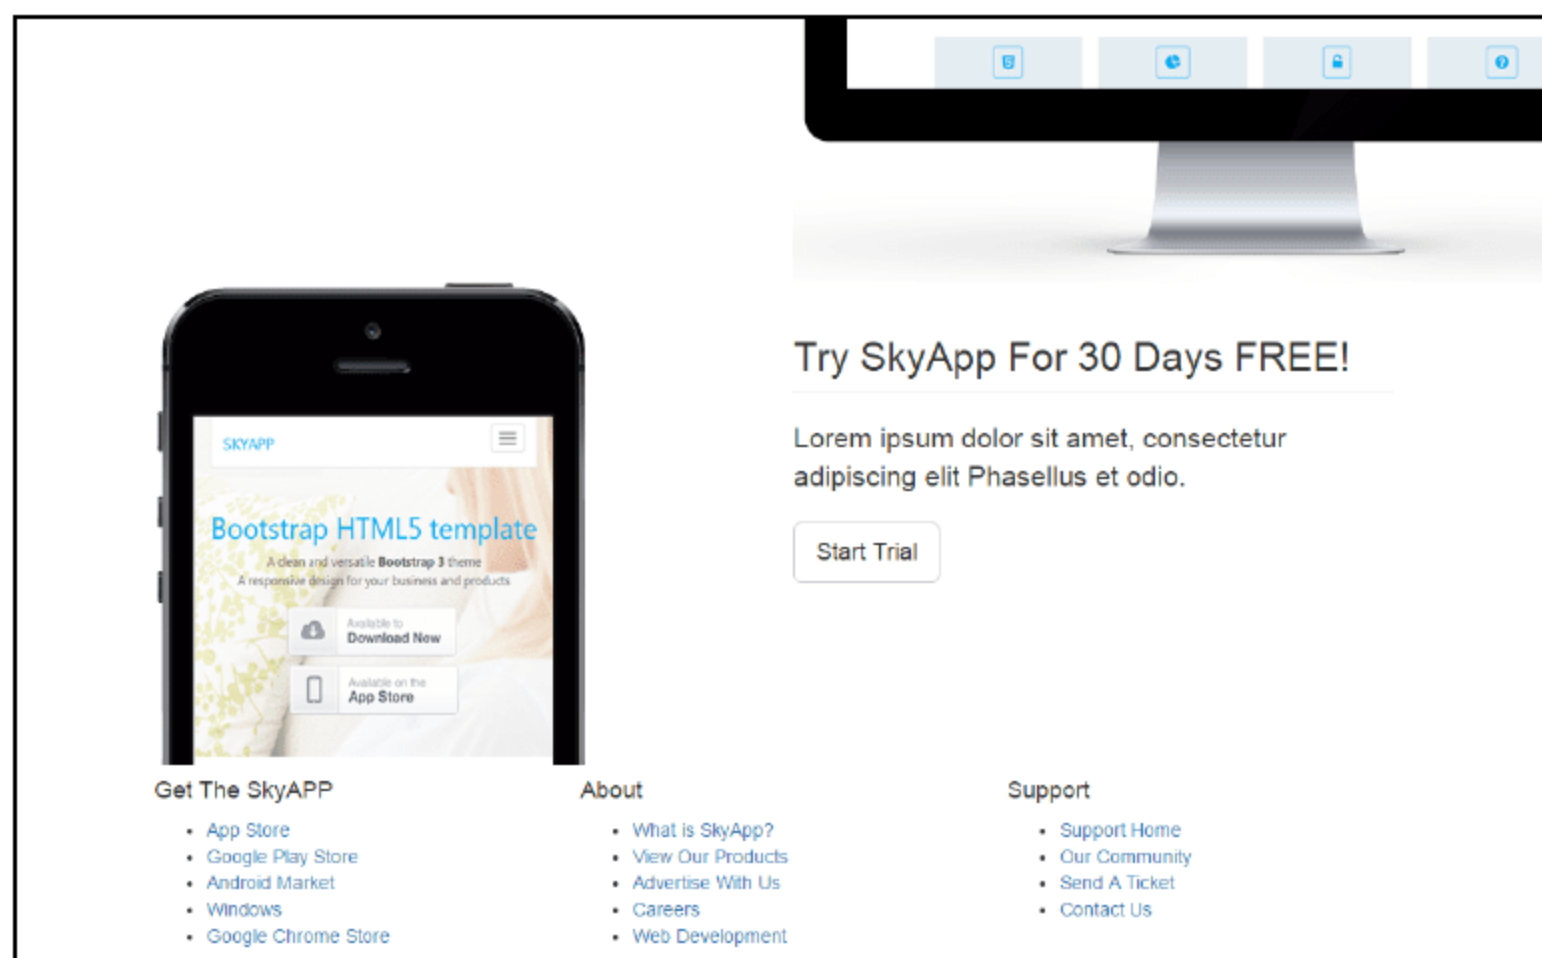 Try SkyApp For 30 Days FREE!
Lorem ipsum dolor sit amet, consectetur
adipiscing elit Phasellus et odio.
Start Trial
SKYAPP
Bootstrap HTML5 template
A clean and versatile Bootstrap 3 theme
A responsive design for your business and products
Available to
Download Now
Available on the
App Store
Get The SkyAPP
• App Store
• Google Play Store
• Android Market
• Windows
• Google Chrome Store
About
• What is SkyApp?
• View Our Products
• Advertise With Us
• Careers
• Web Development
Support
• Support Home
• Our Community
• Send A Ticket
• Contact Us